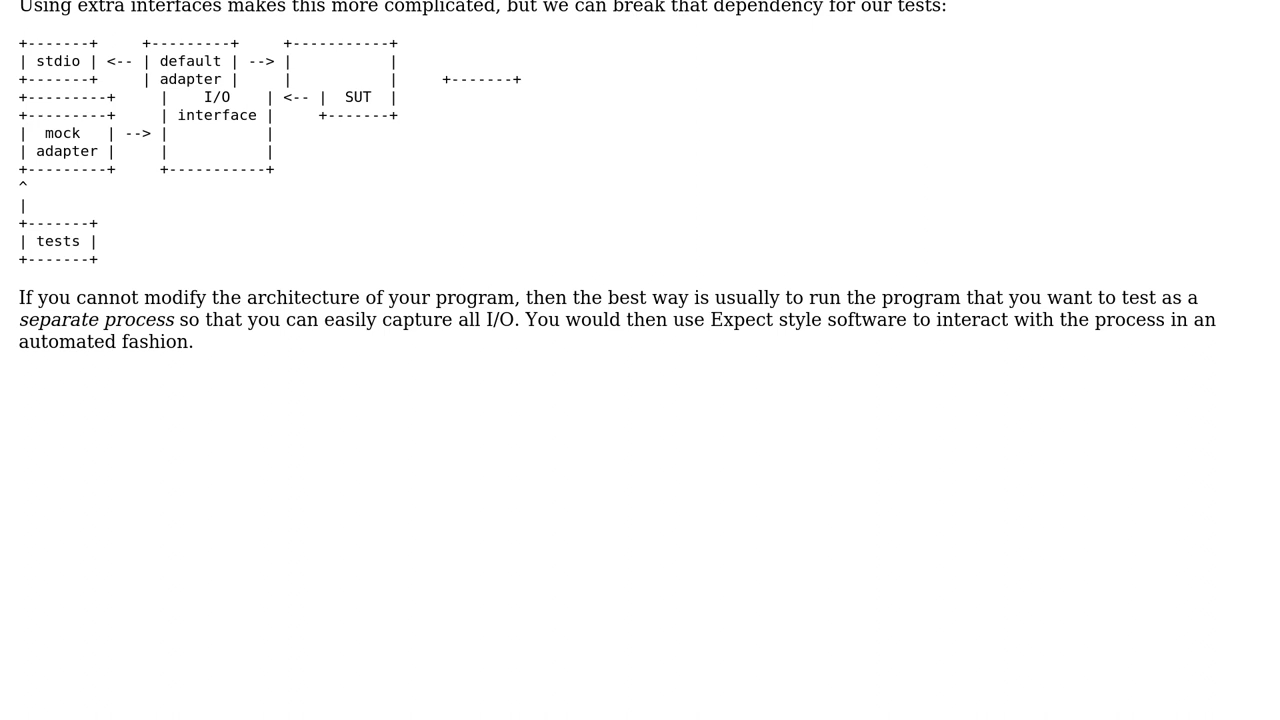 Using extra interfaces makes this more complicated, but we can break that dependency for our tests:
+-------+     +---------+     +-----------+
| stdio | <-- | default | --> |           |
+-------+     | adapter |     |           |     +-------+
+---------+     |    I/O    | <-- |  SUT  |
+---------+     | interface |     +-------+
|  mock   | --> |           |
| adapter |     |           |
+---------+     +-----------+
^
|
+-------+
| tests |
+-------+
If you cannot modify the architecture of your program, then the best way is usually to run the program that you want to test as a
separate process so that you can easily capture all I/O. You would then use Expect style software to interact with the process in an
automated fashion.